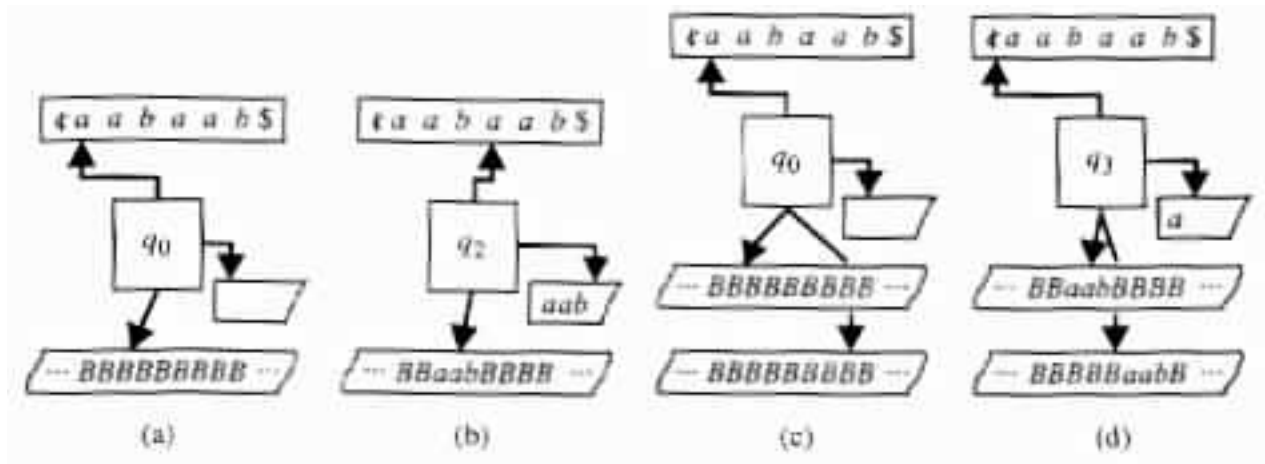 ¢ a a b a a b $
q0
··· BBBBBBBBB ···
(a)
¢ a a b a a b $
q2
aab
··· BBaabBBBB ···
(b)
¢ a a b a a b $
q0
··· BBBBBBBBB ···
··· BBBBBBBBB ···
(c)
¢ a a b a a b $
q3
a
··· BBaabBBBB ···
··· BBBBBaabB ···
(d)